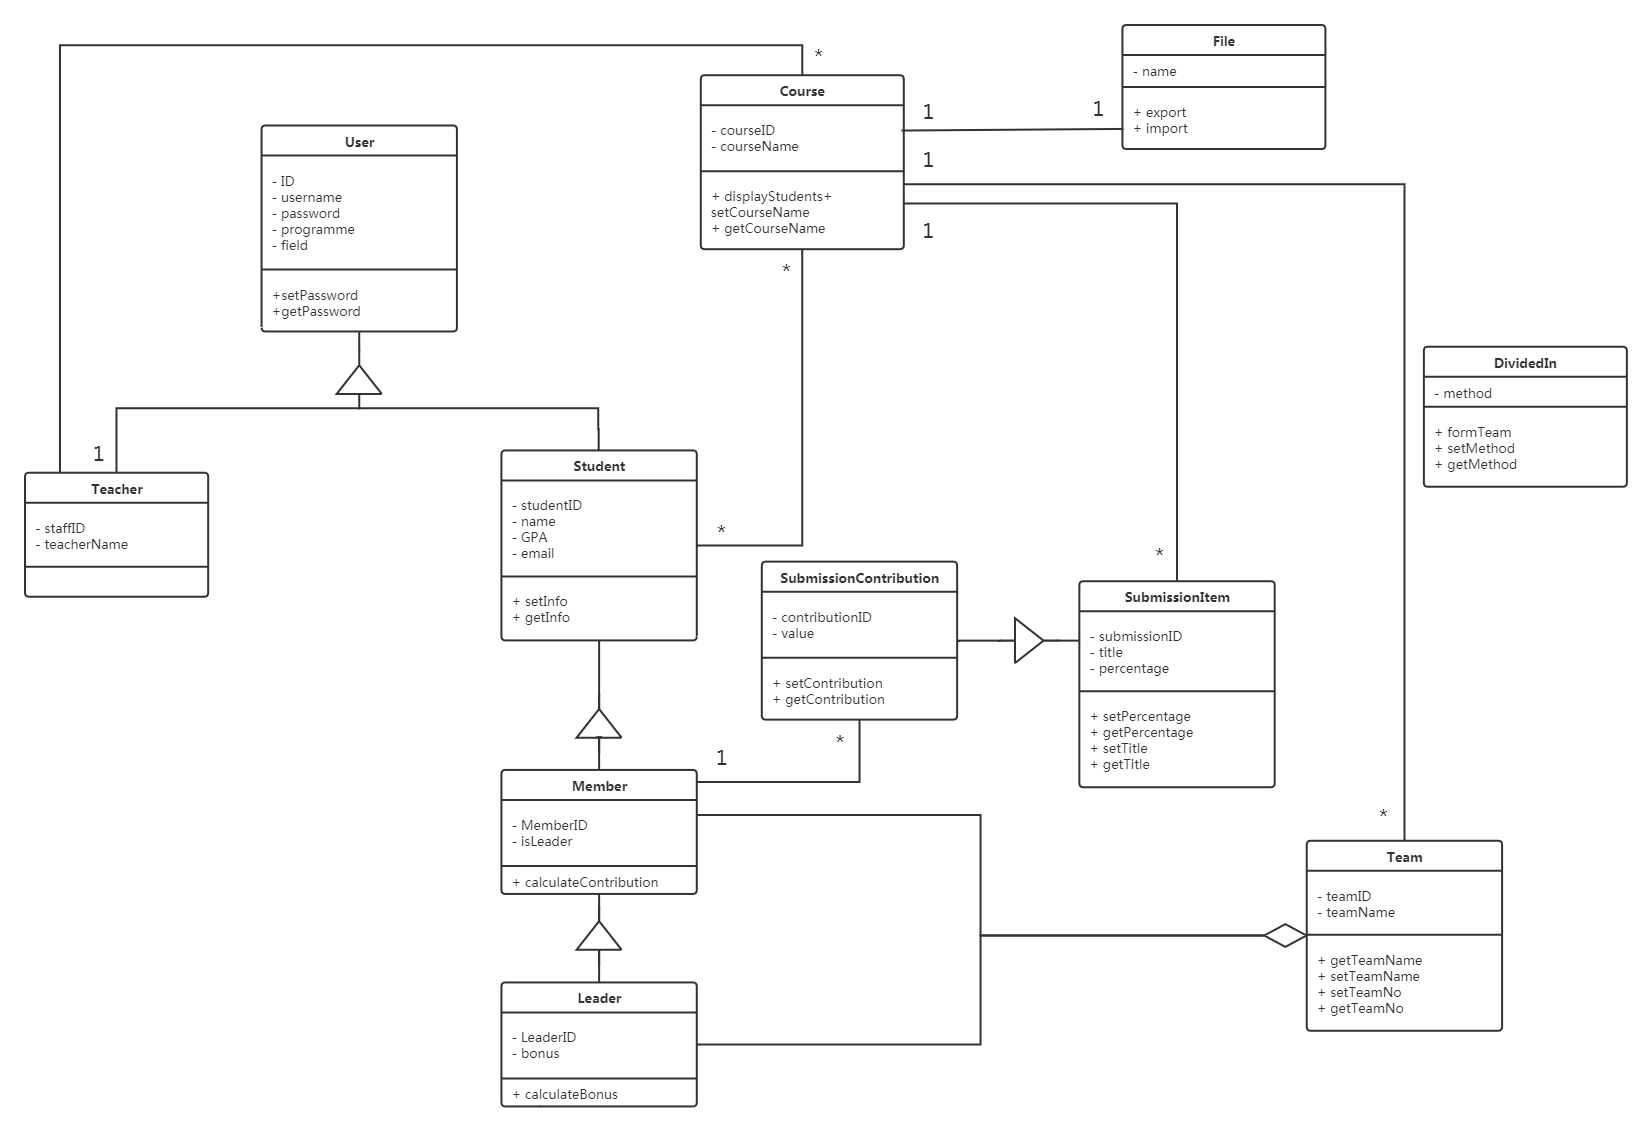 *
File
- name
+ export
+ import
Course
- courseID
- courseName
+ displayStudents+
setCourseName
+ getCourseName
1
1
1
1
*
User
- ID
- username
- password
- programme
- field
+setPassword
+getPassword
DividedIn
- method
+ formTeam
+ setMethod
+ getMethod
1
Teacher
- staffID
- teacherName
Student
- studentID
- name
- GPA
- email
+ setInfo
+ getInfo
*
*
SubmissionContribution
- contributionID
- value
+ setContribution
+ getContribution
*
SubmissionItem
- submissionID
- title
- percentage
+ setPercentage
+ getPercentage
+ setTitle
+ getTitle
1
Member
- MemberID
- isLeader
+ calculateContribution
*
Team
- teamID
- teamName
+ getTeamName
+ setTeamName
+ setTeamNo
+ getTeamNo
Leader
- LeaderID
- bonus
+ calculateBonus